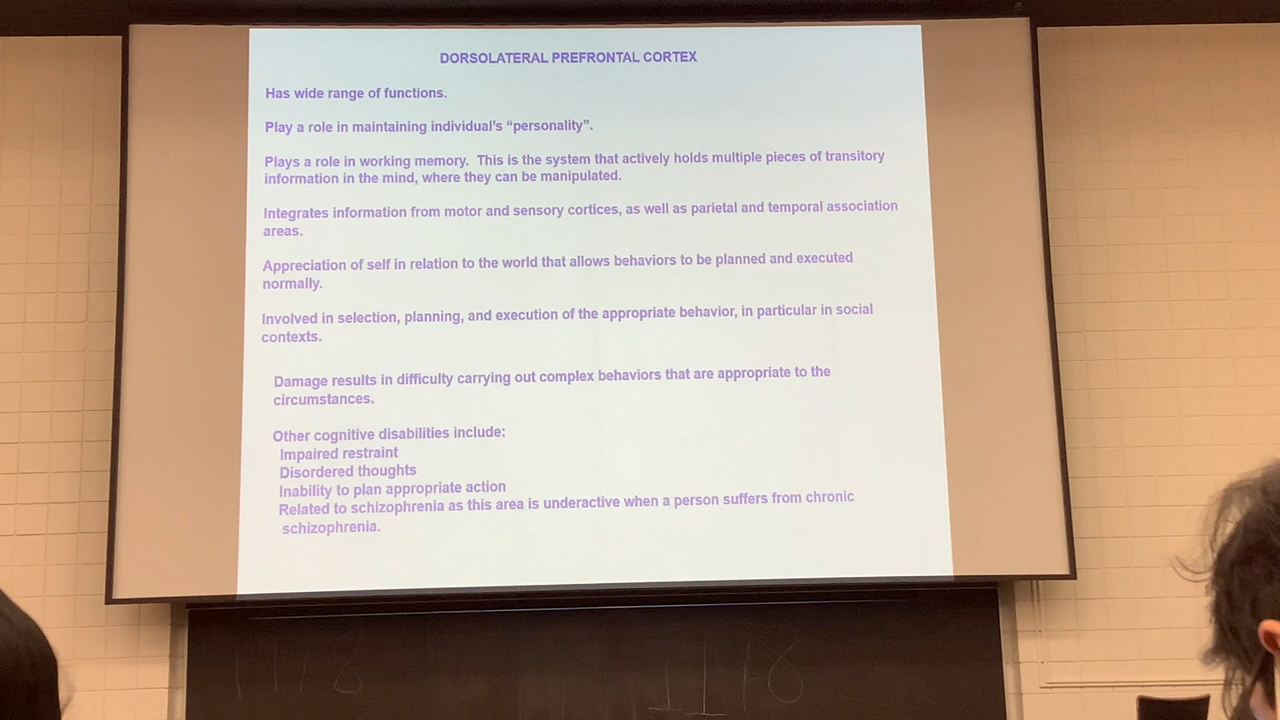 DORSOLATERAL PREFRONTAL CORTEX
Has wide range of functions.
Play a role in maintaining individual's “personality”.
Plays a role in working memory.  This is the system that actively holds multiple pieces of transitory
information in the mind, where they can be manipulated.
Integrates information from motor and sensory cortices, as well as parietal and temporal association
areas.
Appreciation of self in relation to the world that allows behaviors to be planned and executed
normally.
Involved in selection, planning, and execution of the appropriate behavior, in particular in social
contexts.
Damage results in difficulty carrying out complex behaviors that are appropriate to the
circumstances.
Other cognitive disabilities include:
Impaired restraint
Disordered thoughts
Inability to plan appropriate action
Related to schizophrenia as this area is underactive when a person suffers from chronic
schizophrenia.